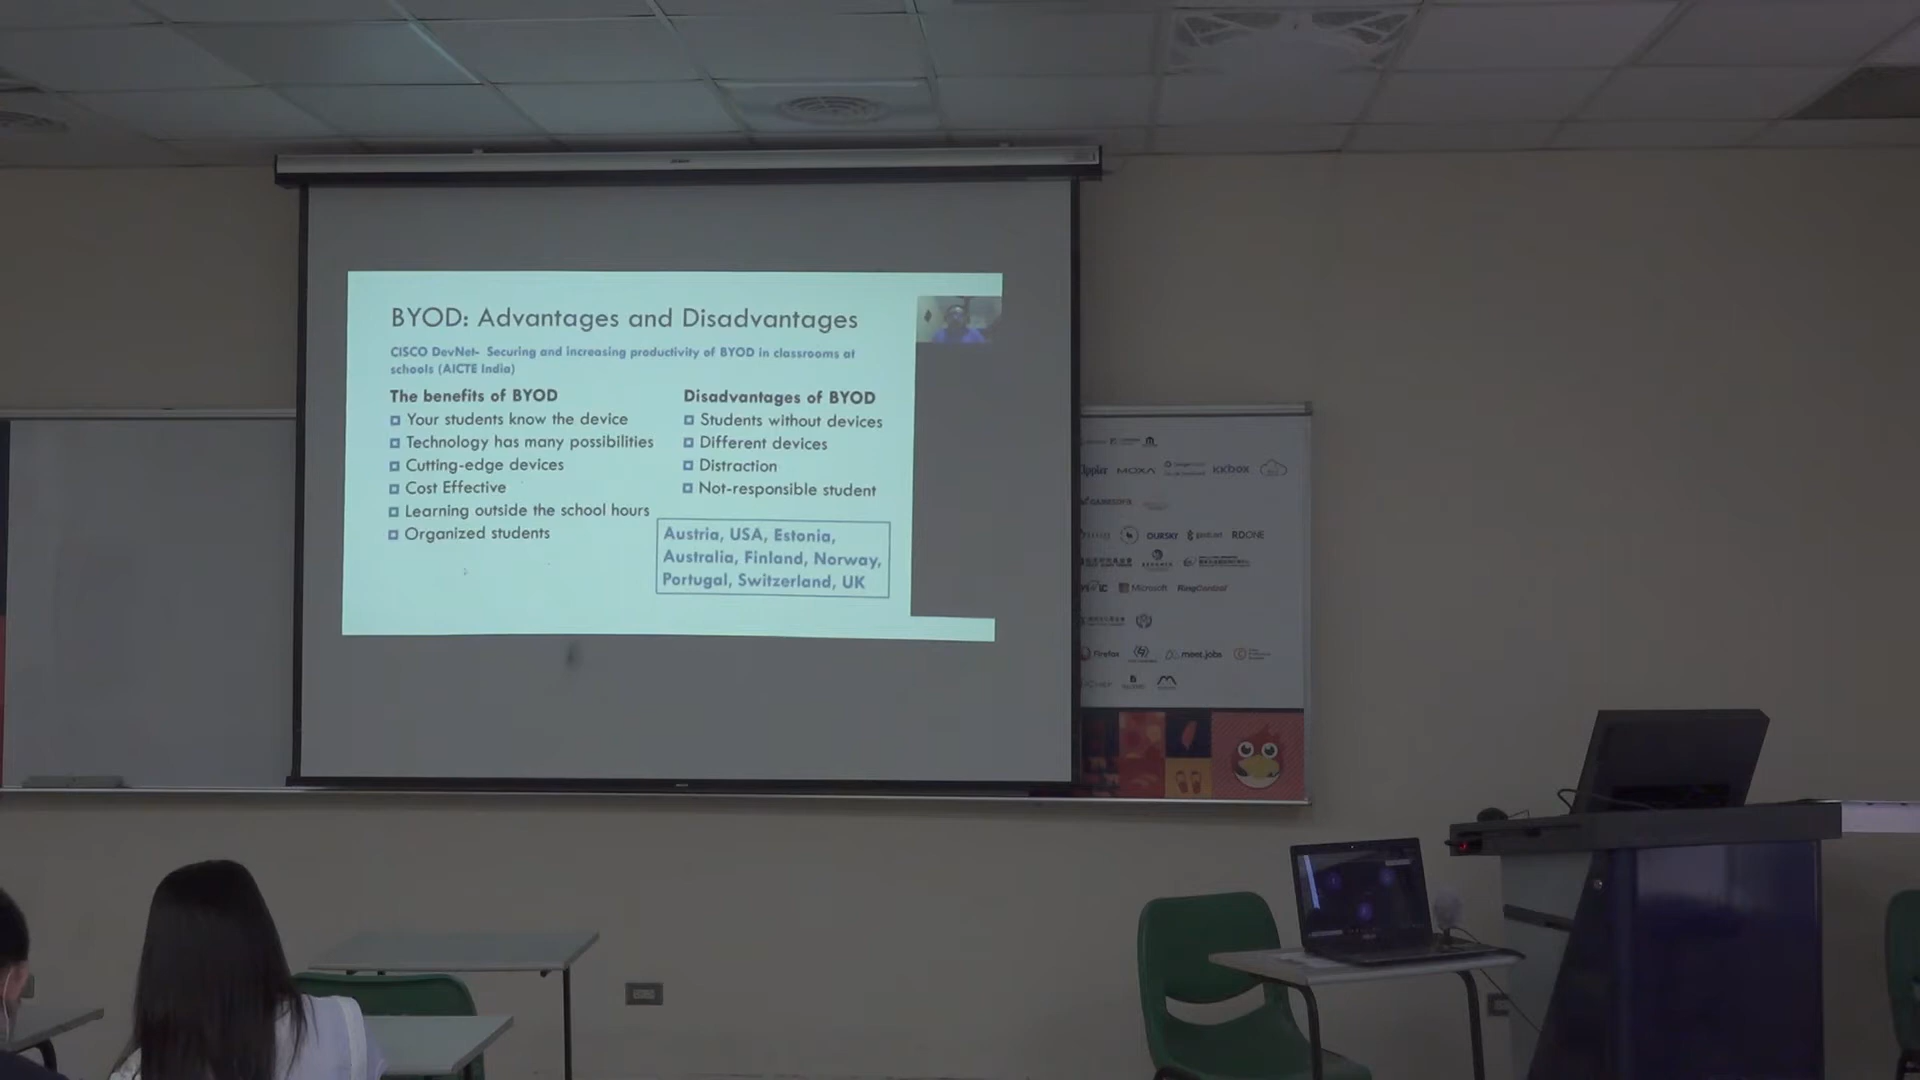 BYOD: Advantages and Disadvantages
CISCO DevNet- Securing and increasing productivity of BYOD in classrooms at
schools (AICTE India)
The benefits of BYOD
Your students know the device
Technology has many possibilities
Cutting-edge devices
Cost Effective
Learning outside the school hours
Organized students
Disadvantages of BYOD
Students without devices
Different devices
Distraction
Not-responsible student
Austria, USA, Estonia,
Australia, Finland, Norway,
Portugal, Switzerland, UK
MOXA KKBOX
OURSKY RDONE
Microsoft RingCentral
Firefox meet.jobs